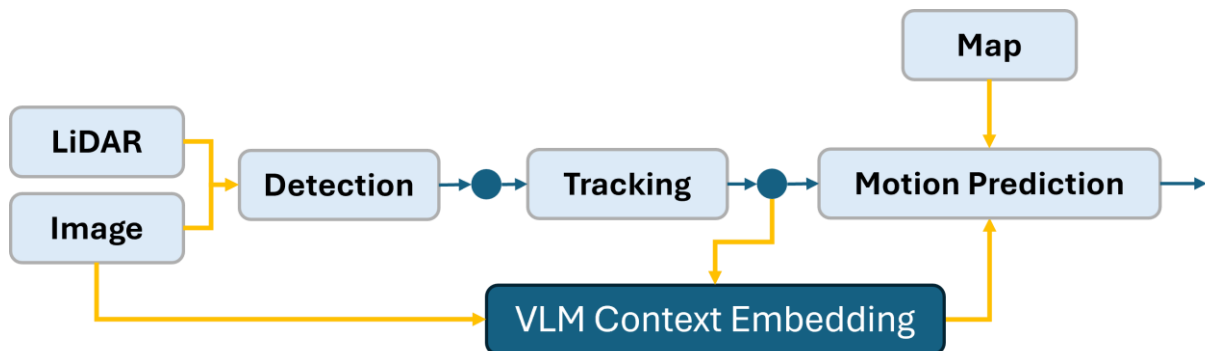 Map
LiDAR
Image
Detection
Tracking
Motion Prediction
VLM Context Embedding